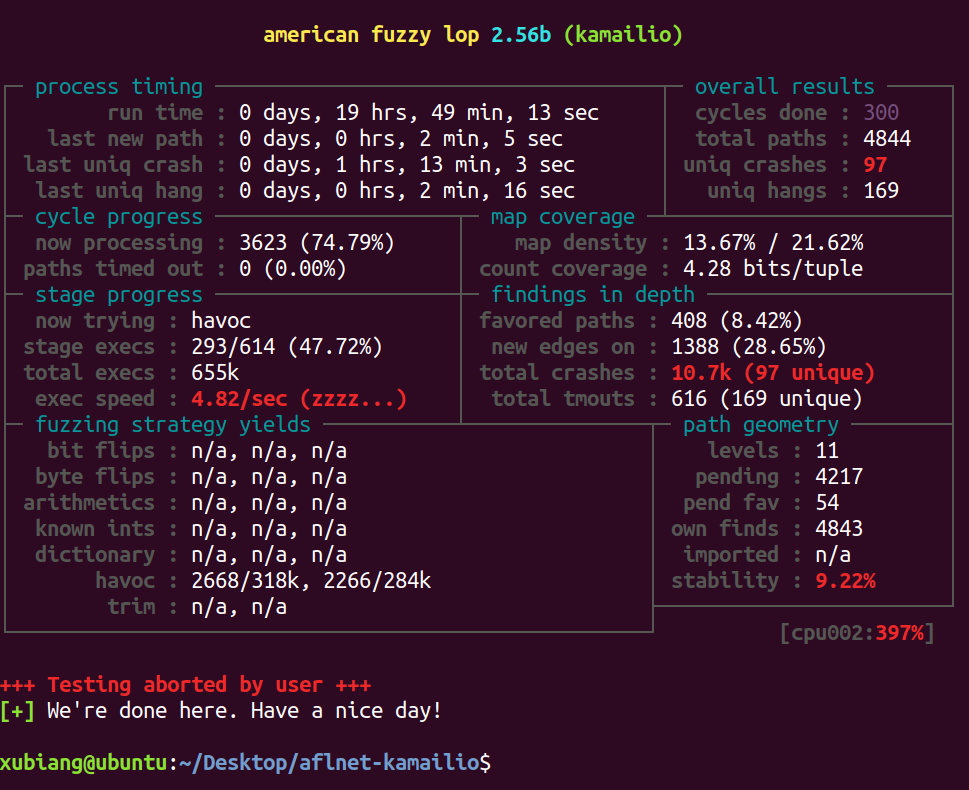 american fuzzy lop 2.56b (kamailio)
process timing overall results
run time : 0 days, 19 hrs, 49 min, 13 sec cycles done : 300
last new path : 0 days, 0 hrs, 2 min, 5 sec total paths : 4844
last uniq crash : 0 days, 1 hrs, 13 min, 3 sec uniq crashes : 97
last uniq hang : 0 days, 0 hrs, 2 min, 16 sec uniq hangs : 169
cycle progress map coverage
now processing : 3623 (74.79%) map density : 13.67% / 21.62%
paths timed out : 0 (0.00%) count coverage : 4.28 bits/tuple
stage progress findings in depth
now trying : havoc favored paths : 408 (8.42%)
stage execs : 293/614 (47.72%) new edges on : 1388 (28.65%)
total execs : 655k total crashes : 10.7k (97 unique)
exec speed : 4.82/sec (zzzz...) total tmouts : 616 (169 unique)
fuzzing strategy yields path geometry
bit flips : n/a, n/a, n/a levels : 11
byte flips : n/a, n/a, n/a pending : 4217
arithmetics : n/a, n/a, n/a pend fav : 54
known ints : n/a, n/a, n/a own finds : 4843
dictionary : n/a, n/a, n/a imported : n/a
havoc : 2668/318k, 2266/284k stability : 9.22%
trim : n/a, n/a
[cpu002:397%]
+++ Testing aborted by user +++
[+] We're done here. Have a nice day!
xubiang@ubuntu:~/Desktop/aflnet-kamailio$